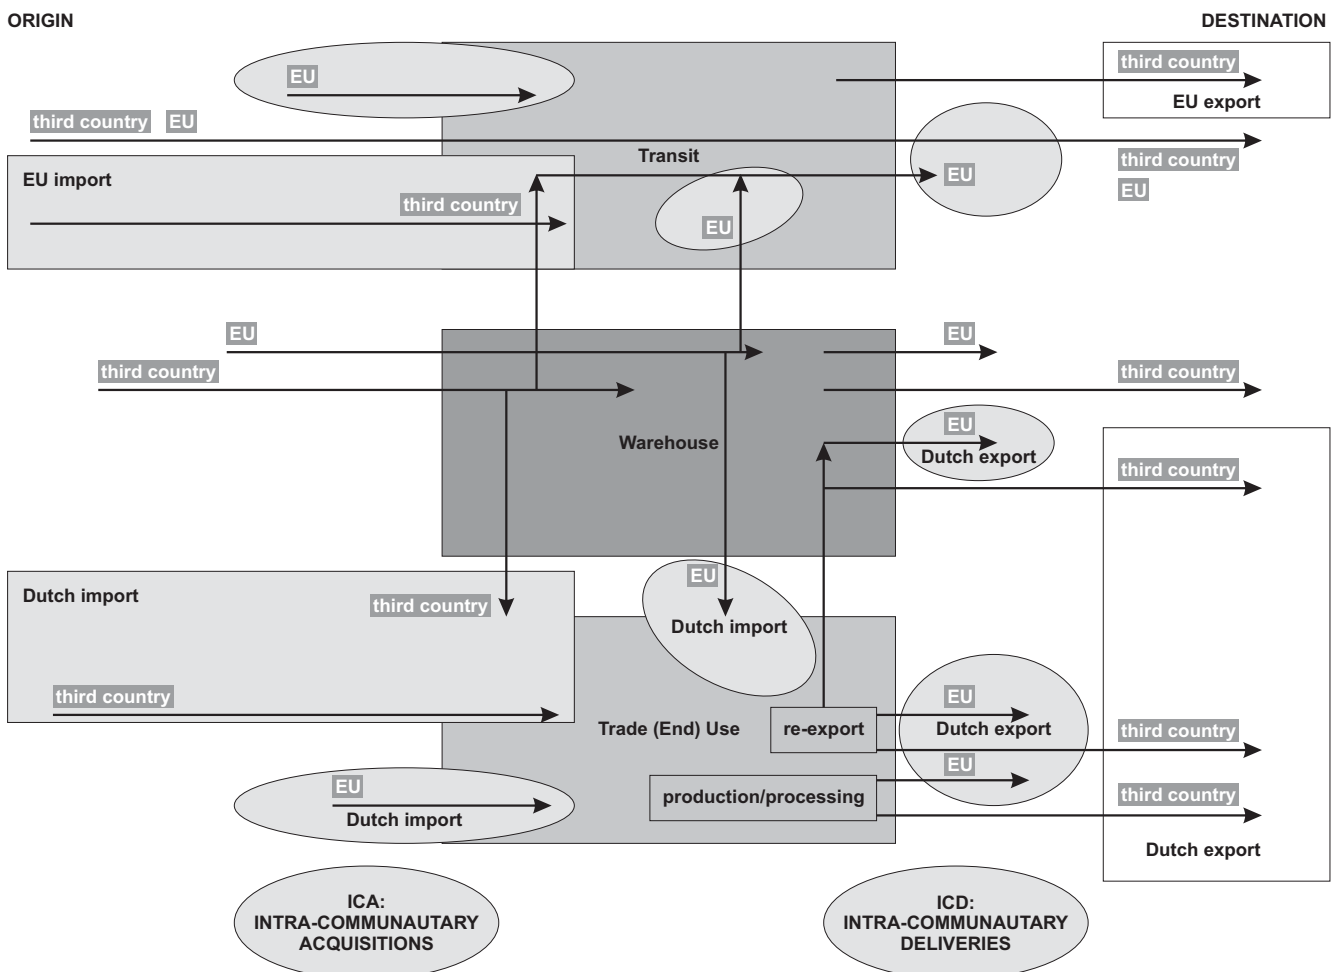 ORIGIN
DESTINATION
EU
third country
EU export
third country
EU
Transit
third country
EU
EU import
EU
third country
EU
EU
EU
third country
third country
EU
Warehouse
Dutch export
third country
EU
Dutch import
third country
Dutch import
third country
EU
Trade (End) Use
re-export
Dutch export
third country
EU
EU
production/processing
third country
Dutch import
Dutch export
ICA:
INTRA-COMMUNAUTARY
ACQUISITIONS
ICD:
INTRA-COMMUNAUTARY
DELIVERIES